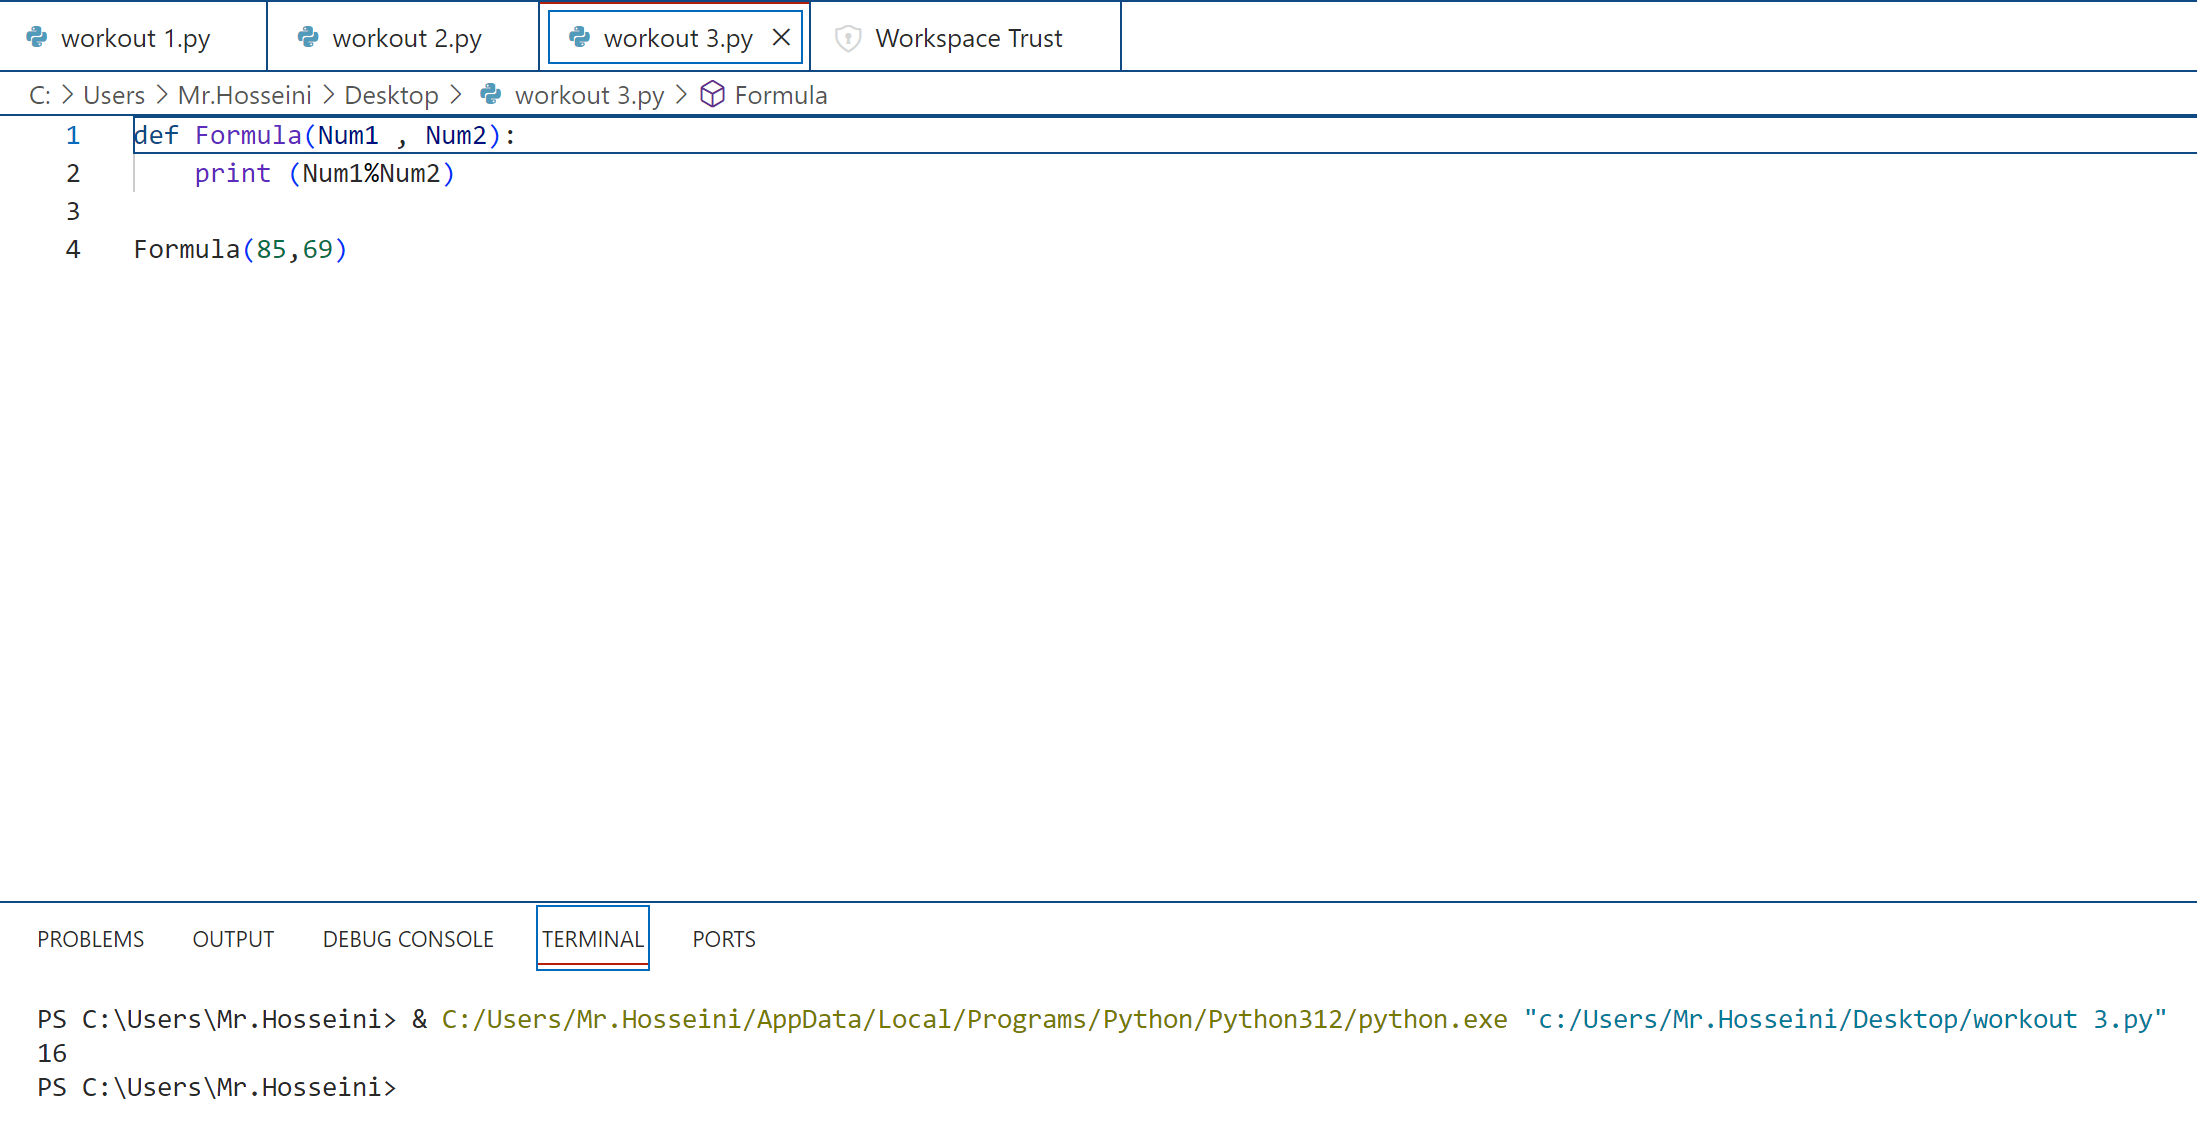 workout 1.py workout 2.py workout 3.py Workspace Trust
C: > Users > Mr.Hosseini > Desktop > workout 3.py > Formula
1 def Formula(Num1 , Num2):
2     print (Num1%Num2)
3
4 Formula(85,69)
PROBLEMS OUTPUT DEBUG CONSOLE TERMINAL PORTS
PS C:\Users\Mr.Hosseini> & C:/Users/Mr.Hosseini/AppData/Local/Programs/Python/Python312/python.exe "c:/Users/Mr.Hosseini/Desktop/workout 3.py"
16
PS C:\Users\Mr.Hosseini>